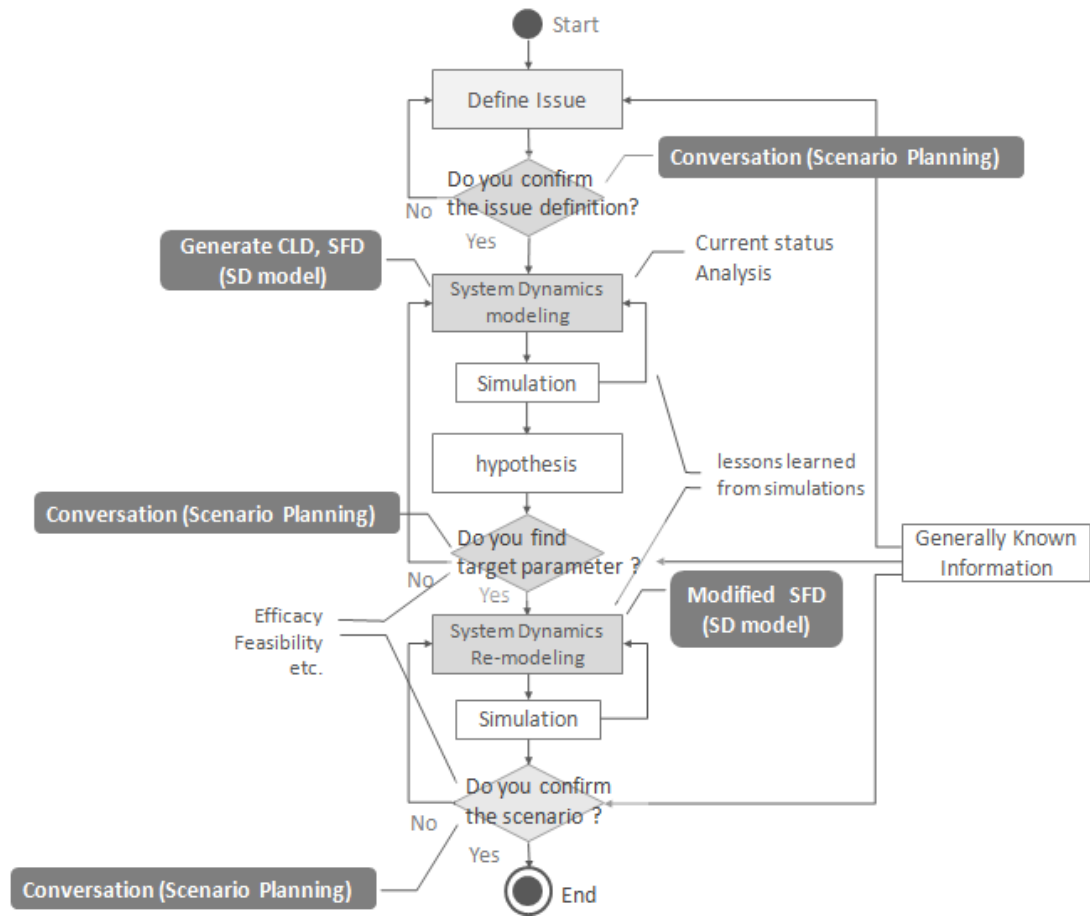 Start
Define Issue
Conversation (Scenario Planning)
Do you confirm
the issue definition?
No
Yes
Generate CLD, SFD
(SD model)
Current status
Analysis
System Dynamics
modeling
Simulation
hypothesis
lessons learned
from simulations
Conversation (Scenario Planning)
Do you find
target parameter ?
No
Yes
Generally Known
Information
Modified SFD
(SD model)
Efficacy
Feasibility
etc.
System Dynamics
Re-modeling
Simulation
Do you confirm
the scenario ?
No
Yes
Conversation (Scenario Planning)
End